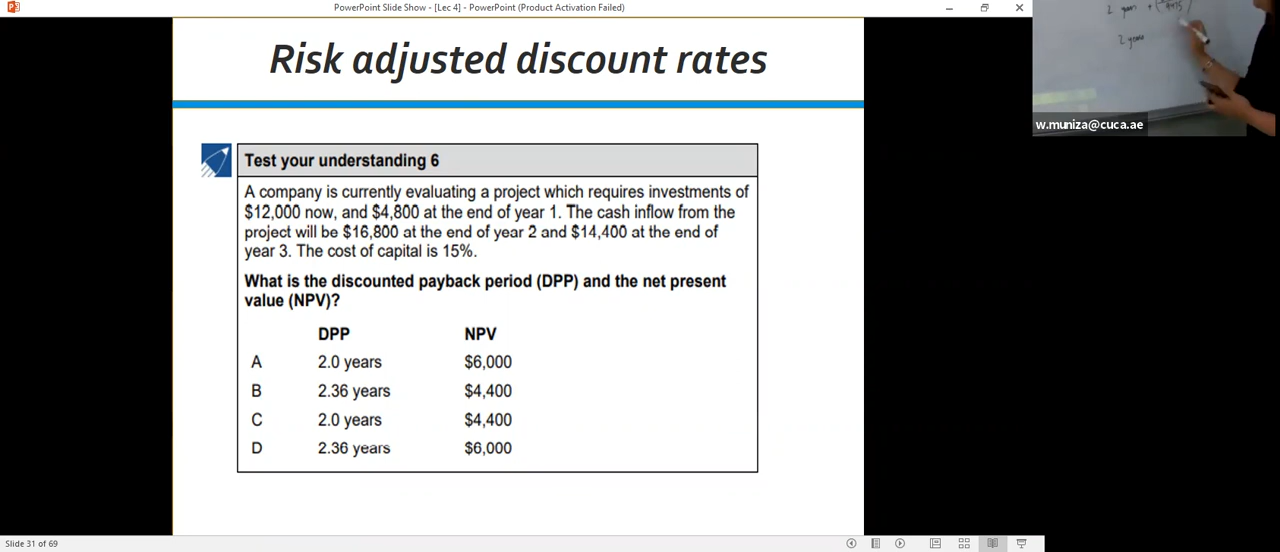 PowerPoint Slide Show - [Lec 4] - PowerPoint (Product Activation Failed)
Risk adjusted discount rates
w.muniza@cuca.ae
Test your understanding 6
A company is currently evaluating a project which requires investments of
$12,000 now, and $4,800 at the end of year 1. The cash inflow from the
project will be $16,800 at the end of year 2 and $14,400 at the end of
year 3. The cost of capital is 15%.
What is the discounted payback period (DPP) and the net present
value (NPV)?
DPP NPV
A 2.0 years $6,000
B 2.36 years $4,400
C 2.0 years $4,400
D 2.36 years $6,000
Slide 31 of 69